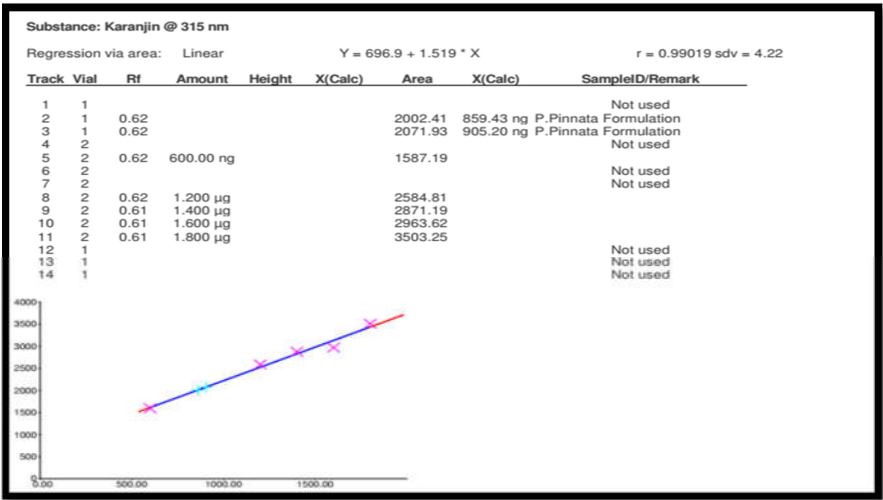 Substance: Karanjin @ 315 nm
Regression via area: Linear Y = 696.9 + 1.519 * X r = 0.99019 sdv = 4.22
Track Vial Rf Amount Height X(Calc) Area X(Calc) SampleID/Remark
1 1 Not used
2 1 0.62 2002.41 859.43 ng P.Pinnata Formulation
3 1 0.62 2071.93 905.20 ng P.Pinnata Formulation
4 2 Not used
5 2 0.62 600.00 ng 1587.19
6 2 Not used
7 2 Not used
8 2 0.62 1.200 µg 2584.81
9 2 0.61 1.400 µg 2871.19
10 2 0.61 1.600 µg 2963.62
11 2 0.61 1.800 µg 3503.25
12 1 Not used
13 1 Not used
14 1 Not used
4000
3500
3000
2500
2000
1500
1000
500
0
0.00 500.00 1000.00 1500.00